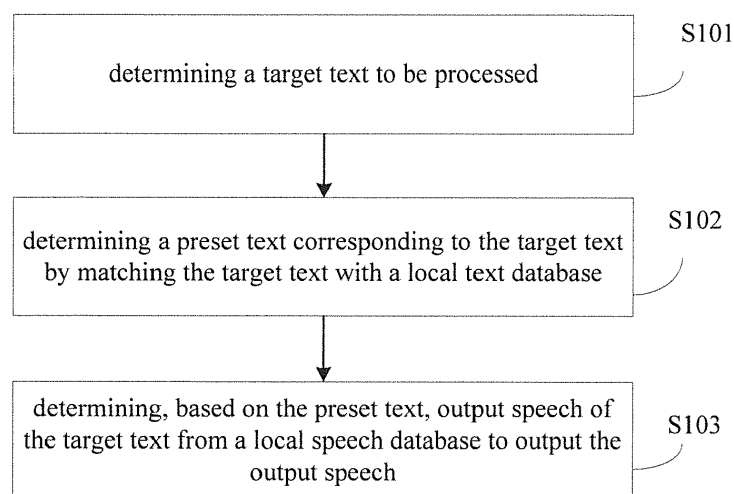 S101
determining a target text to be processed
S102
determining a preset text corresponding to the target text
by matching the target text with a local text database
determining, based on the preset text, output speech of
the target text from a local speech database to output the
output speech
S103